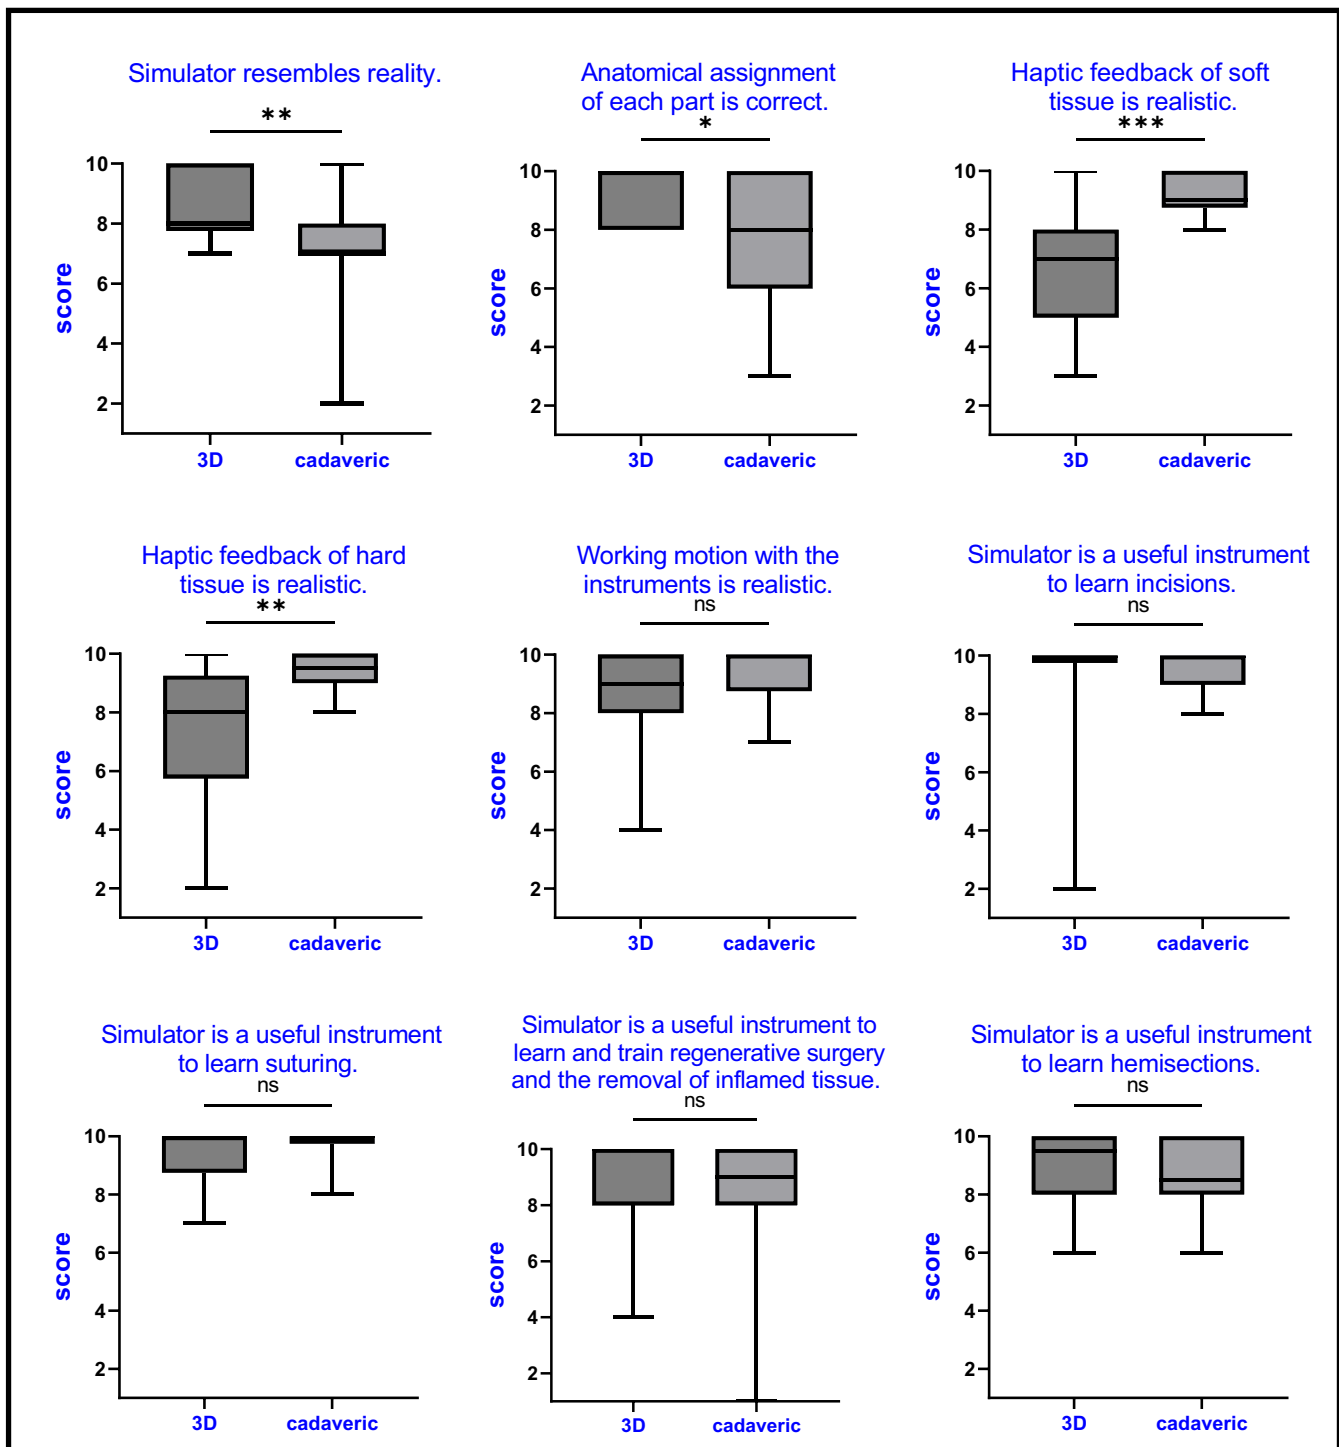 Simulator resembles reality.
**
10
8
6
4
2
score
3D
cadaveric
Anatomical assignment
of each part is correct.
*
10
8
6
4
2
score
3D
cadaveric
Haptic feedback of soft
tissue is realistic.
***
10
8
6
4
2
score
3D
cadaveric
Haptic feedback of hard
tissue is realistic.
**
10
8
6
4
2
score
3D
cadaveric
Working motion with the
instruments is realistic.
ns
10
8
6
4
2
score
3D
cadaveric
Simulator is a useful instrument
to learn incisions.
ns
10
8
6
4
2
score
3D
cadaveric
Simulator is a useful instrument
to learn suturing.
ns
10
8
6
4
2
score
3D
cadaveric
Simulator is a useful instrument to
learn and train regenerative surgery
and the removal of inflamed tissue.
ns
10
8
6
4
2
score
3D
cadaveric
Simulator is a useful instrument
to learn hemisections.
ns
10
8
6
4
2
score
3D
cadaveric